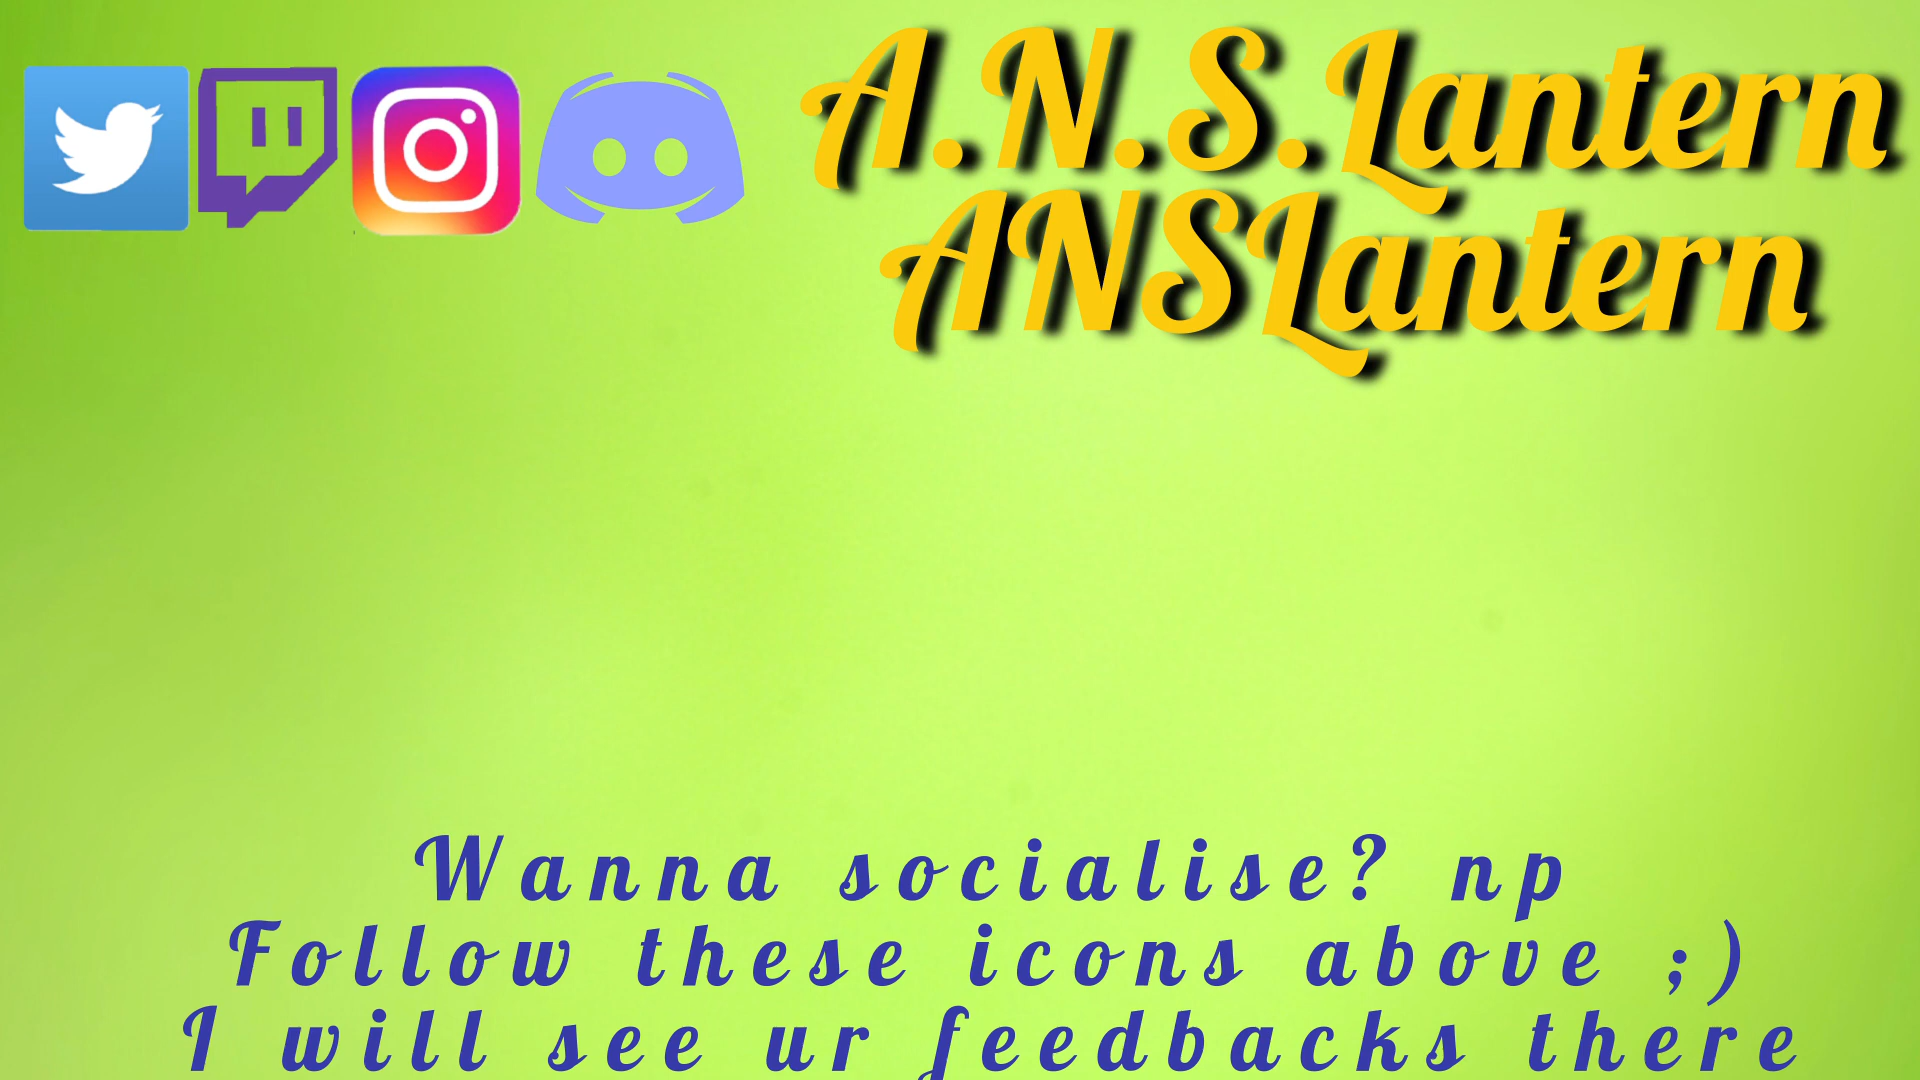 A.N.S.Lantern
ANSLantern
Wanna socialise? np
Follow these icons above ;)
I will see ur feedbacks there